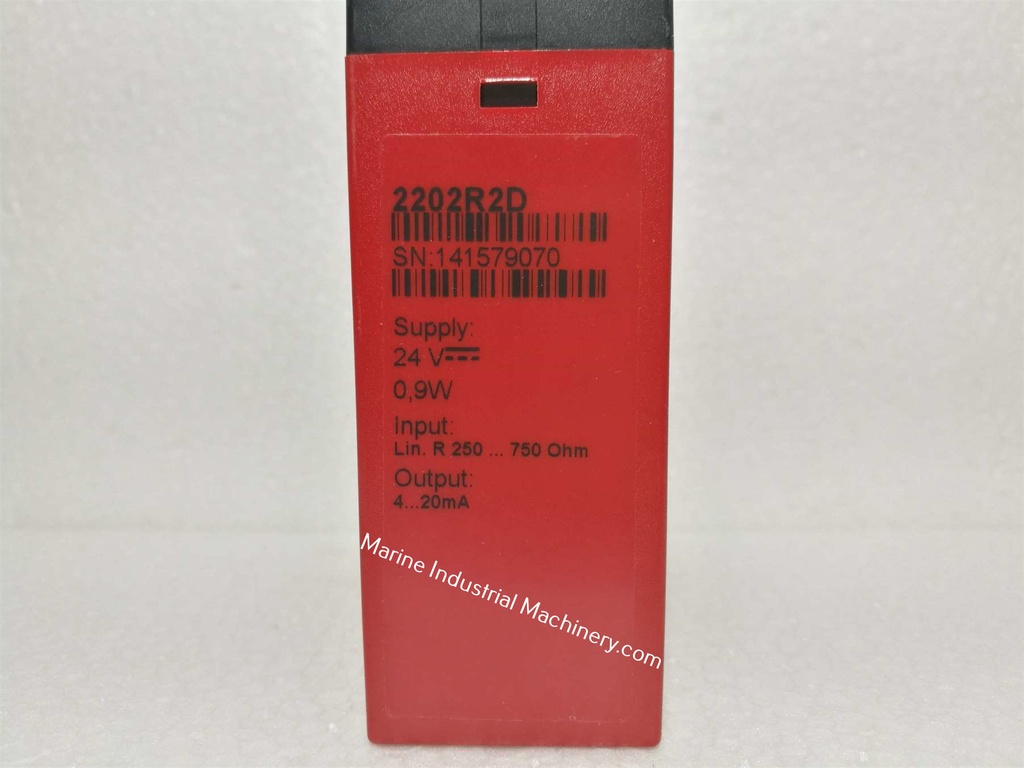 2202R2D
SN:141579070
Supply:
24 V⎓
0,9W
Input:
Lin. R 250 ... 750 Ohm
Output:
4...20mA
Marine Industrial Machinery.com